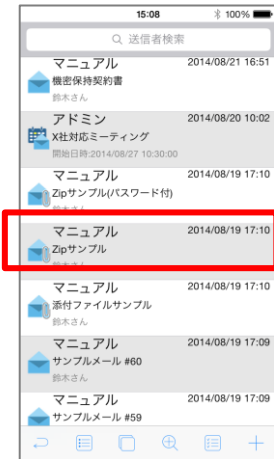 15:08 100%
送信者検索
マニュアル 2014/08/21 16:51
機密保持契約書
鈴木さん
アドミン 2014/08/20 10:02
X社対応ミーティング
開始日時:2014/08/27 10:30:00
マニュアル 2014/08/19 17:10
Zipサンプル(パスワード付)
鈴木さん
マニュアル 2014/08/19 17:10
Zipサンプル
鈴木さん
マニュアル 2014/08/19 17:10
添付ファイルサンプル
鈴木さん
マニュアル 2014/08/19 17:09
サンプルメール #60
鈴木さん
マニュアル 2014/08/19 17:09
サンプルメール #59